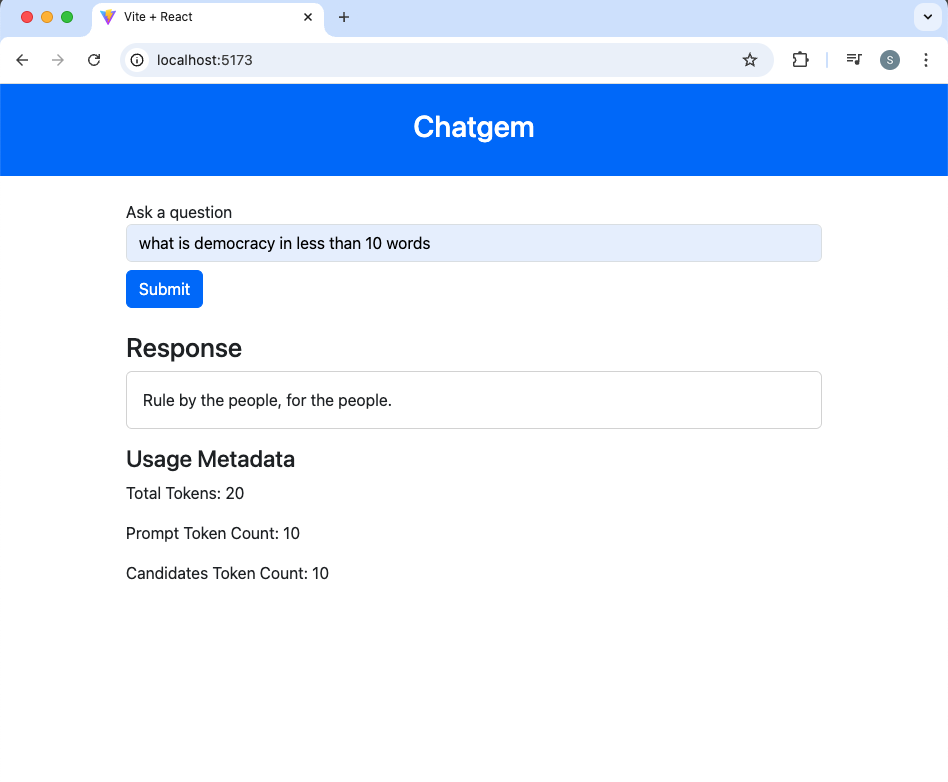 Vite + React
localhost:5173
S
Chatgem
Ask a question
what is democracy in less than 10 words
Submit
Response
Rule by the people, for the people.
Usage Metadata
Total Tokens: 20
Prompt Token Count: 10
Candidates Token Count: 10